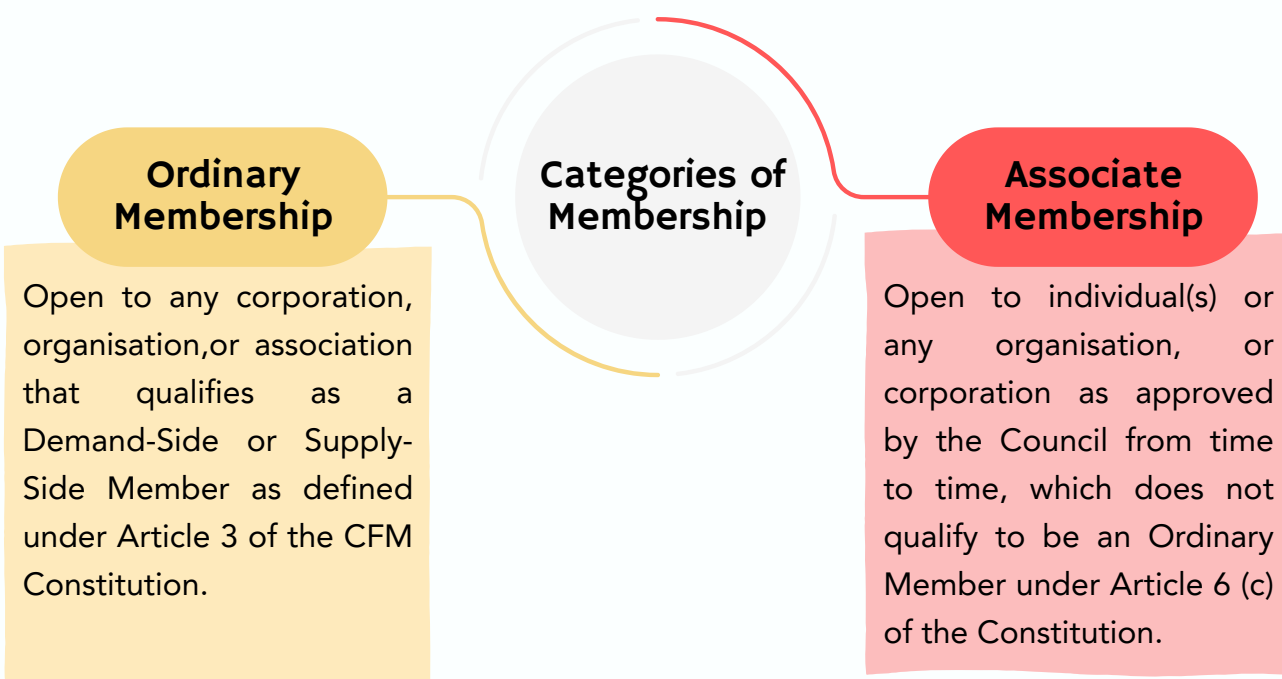 Categories of
Membership
Ordinary
Membership
Open to any corporation,
organisation,or association
that qualifies as a
Demand-Side or Supply-
Side Member as defined
under Article 3 of the CFM
Constitution.
Associate
Membership
Open to individual(s) or
any organisation, or
corporation as approved
by the Council from time
to time, which does not
qualify to be an Ordinary
Member under Article 6 (c)
of the Constitution.